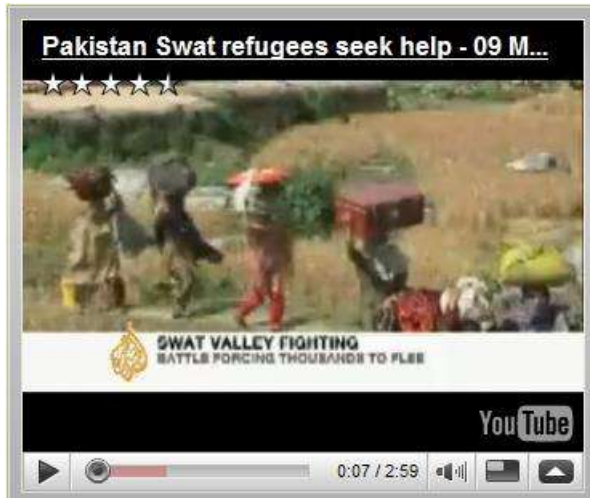 Pakistan Swat refugees seek help - 09 M...
SWAT VALLEY FIGHTING
BATTLE FORCING THOUSANDS TO FLEE
YouTube
0:07 / 2:59